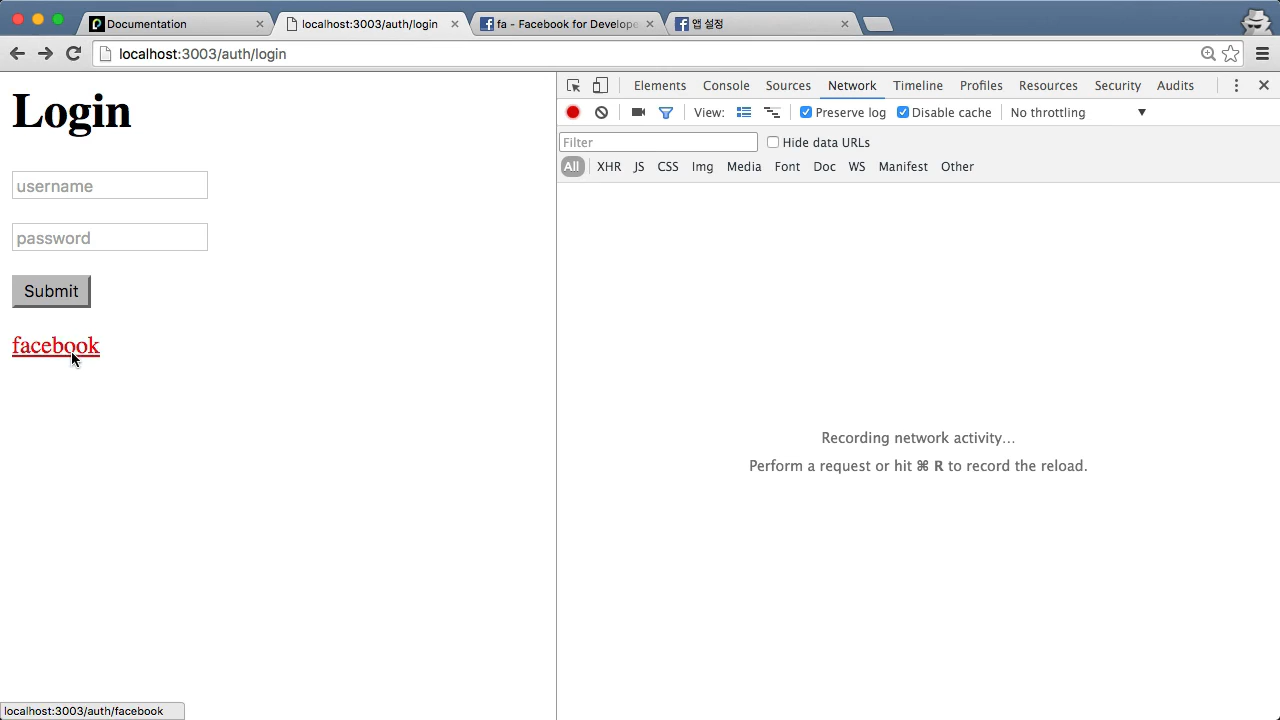 Documentation
localhost:3003/auth/login
fa - Facebook for Develope
앱 설정
localhost:3003/auth/login
Login
username
password
Submit
facebook
localhost:3003/auth/facebook
Elements Console Sources Network Timeline Profiles Resources Security Audits
View: Preserve log Disable cache No throttling
Filter Hide data URLs
All XHR JS CSS Img Media Font Doc WS Manifest Other
Recording network activity...
Perform a request or hit ⌘ R to record the reload.